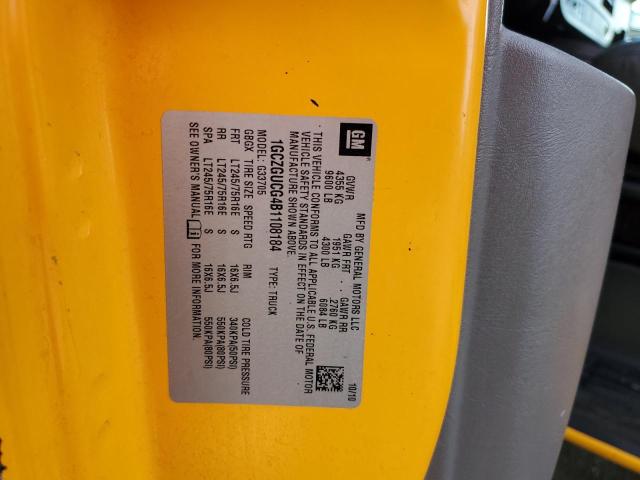 GM
MFD BY GENERAL MOTORS LLC
10/10
GVWR GAWR FRT GAWR RR
4355 KG 1951 KG 2760 KG
9600 LB 4300 LB 6084 LB
THIS VEHICLE CONFORMS TO ALL APPLICABLE U.S. FEDERAL MOTOR
VEHICLE SAFETY STANDARDS IN EFFECT ON THE DATE OF
MANUFACTURE SHOWN ABOVE.
1GCZGUCG4B1108184 TYPE: TRUCK
MODEL: G33705
GBGX TIRE SIZE SPEED RTG RIM COLD TIRE PRESSURE
FRT LT245/75R16E S 16X6.5J 340KPA(50PSI)
RR LT245/75R16E S 16X6.5J 550KPA(80PSI)
SPA LT245/75R16E S 16X6.5J 550KPA(80PSI)
SEE OWNER'S MANUAL FOR MORE INFORMATION.